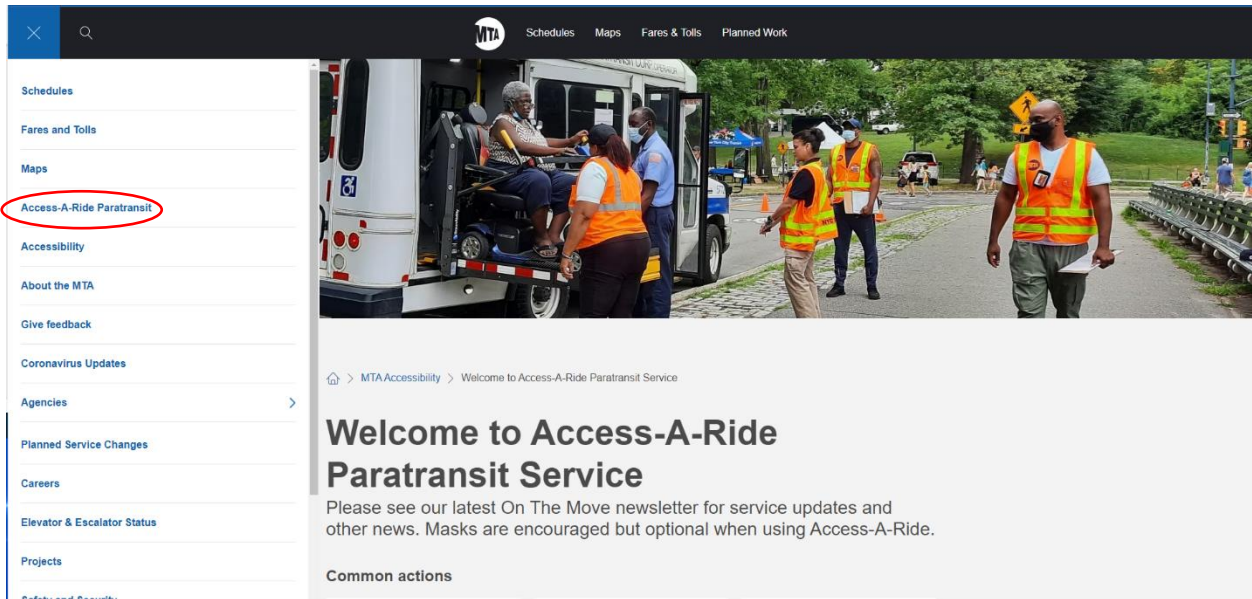 MTA
Schedules Maps Fares & Tolls Planned Work
Schedules
Fares and Tolls
Maps
Access-A-Ride Paratransit
Accessibility
About the MTA
Give feedback
Coronavirus Updates
Agencies
Planned Service Changes
Careers
Elevator & Escalator Status
Projects
Safety and Security
MTA Accessibility > Welcome to Access-A-Ride Paratransit Service
Welcome to Access-A-Ride
Paratransit Service
Please see our latest On The Move newsletter for service updates and
other news. Masks are encouraged but optional when using Access-A-Ride.
Common actions